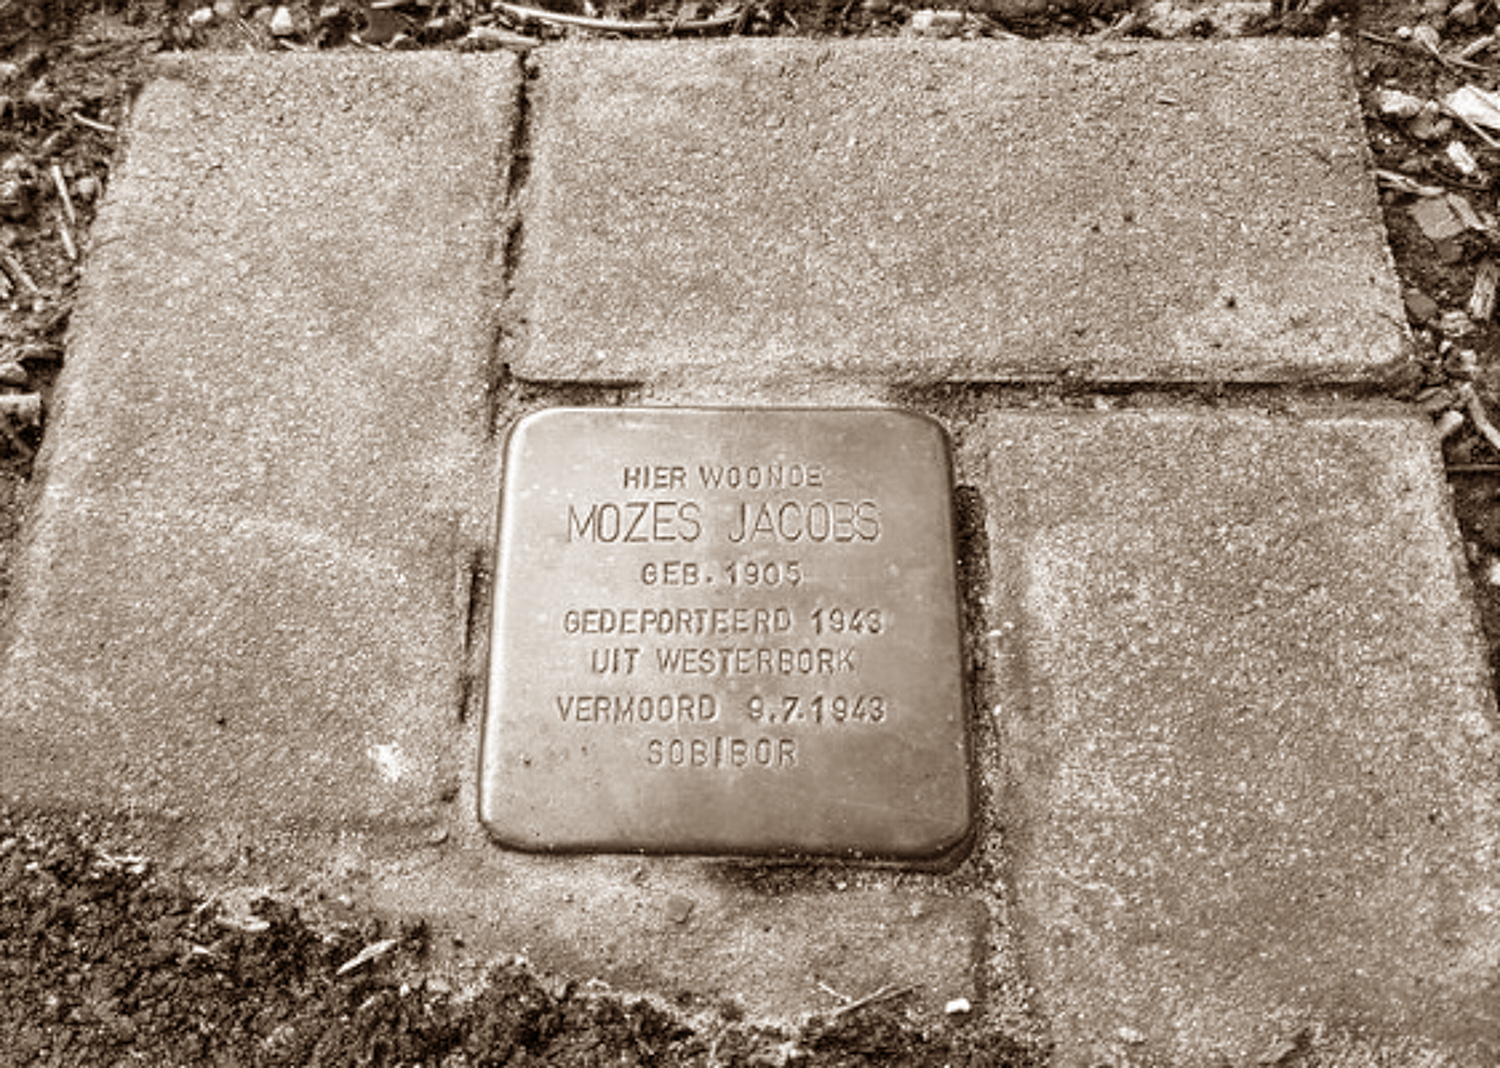 HIER WOONDE
MOZES JACOBS
GEB. 1905
GEDEPORTEERD 1943
UIT WESTERBORK
VERMOORD 9.7.1943
SOBIBOR